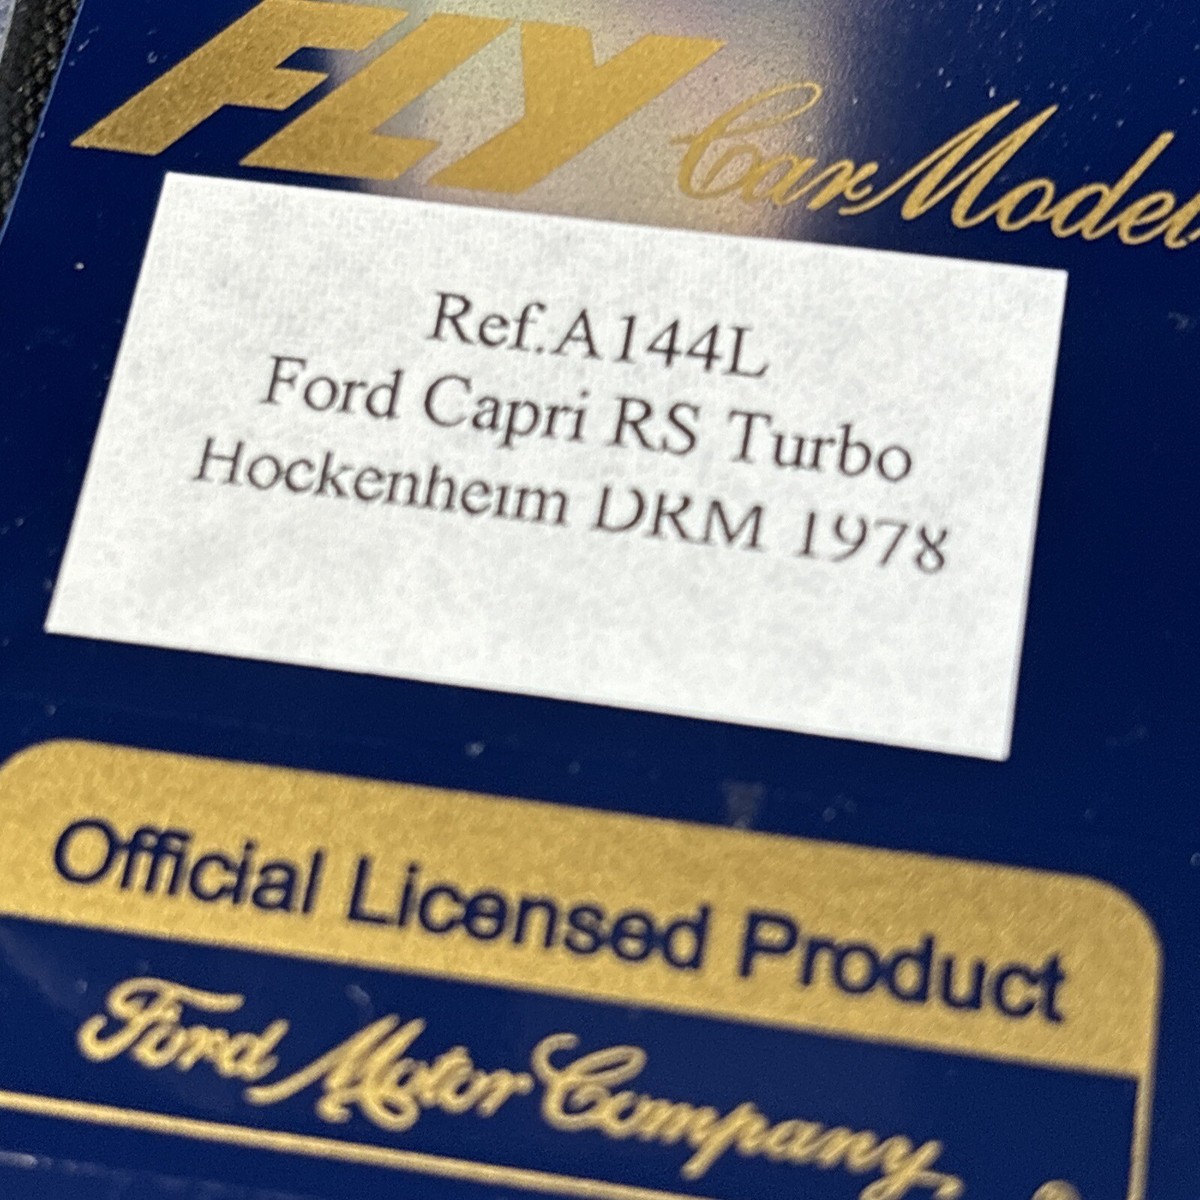 FLY Car Model
Ref.A144L
Ford Capri RS Turbo
Hockenheim DRM 1978
Official Licensed Product
Ford Motor Company,